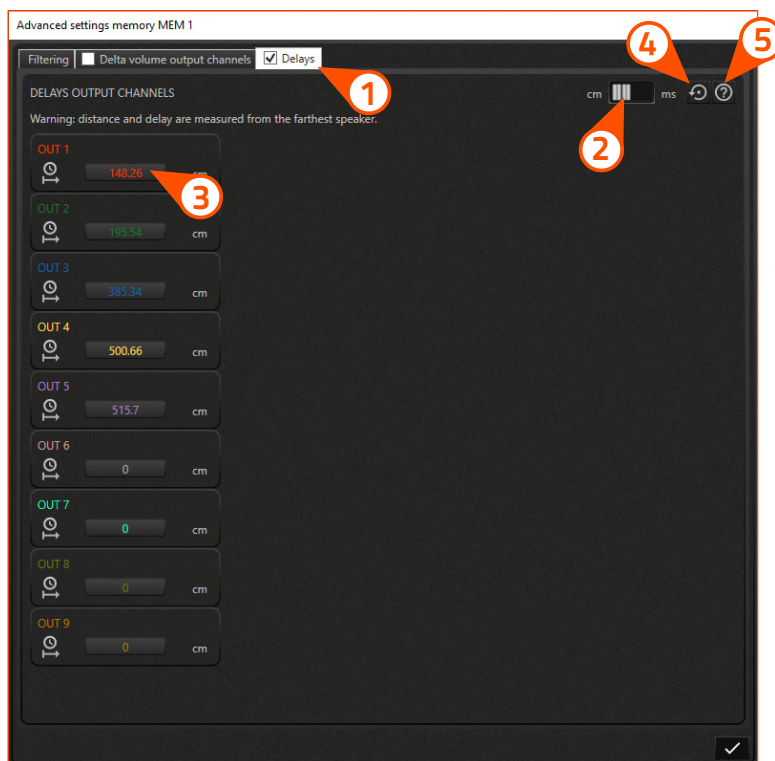 Advanced settings memory MEM 1
Filtering Delta volume output channels Delays
4 5
1
DELAYS OUTPUT CHANNELS cm ms
Warning: distance and delay are measured from the farthest speaker.
2
OUT 1
148.26 cm
3
OUT 2
195.54 cm
OUT 3
385.34 cm
OUT 4
500.66 cm
OUT 5
515.7 cm
OUT 6
0 cm
OUT 7
0 cm
OUT 8
0 cm
OUT 9
0 cm